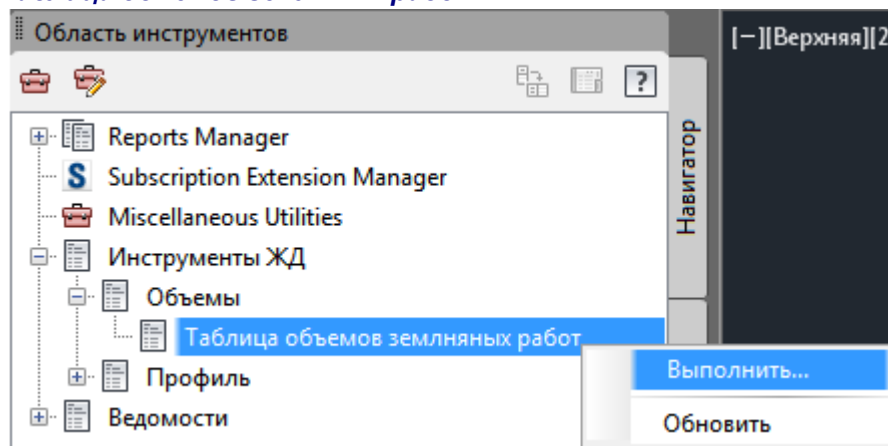 Область инструментов
[−][Верхняя][2
?
Reports Manager
S Subscription Extension Manager
Miscellaneous Utilities
Инструменты ЖД
Объемы
Таблица объемов землняных работ
Выполнить...
Профиль
Обновить
Ведомости
Навигатор